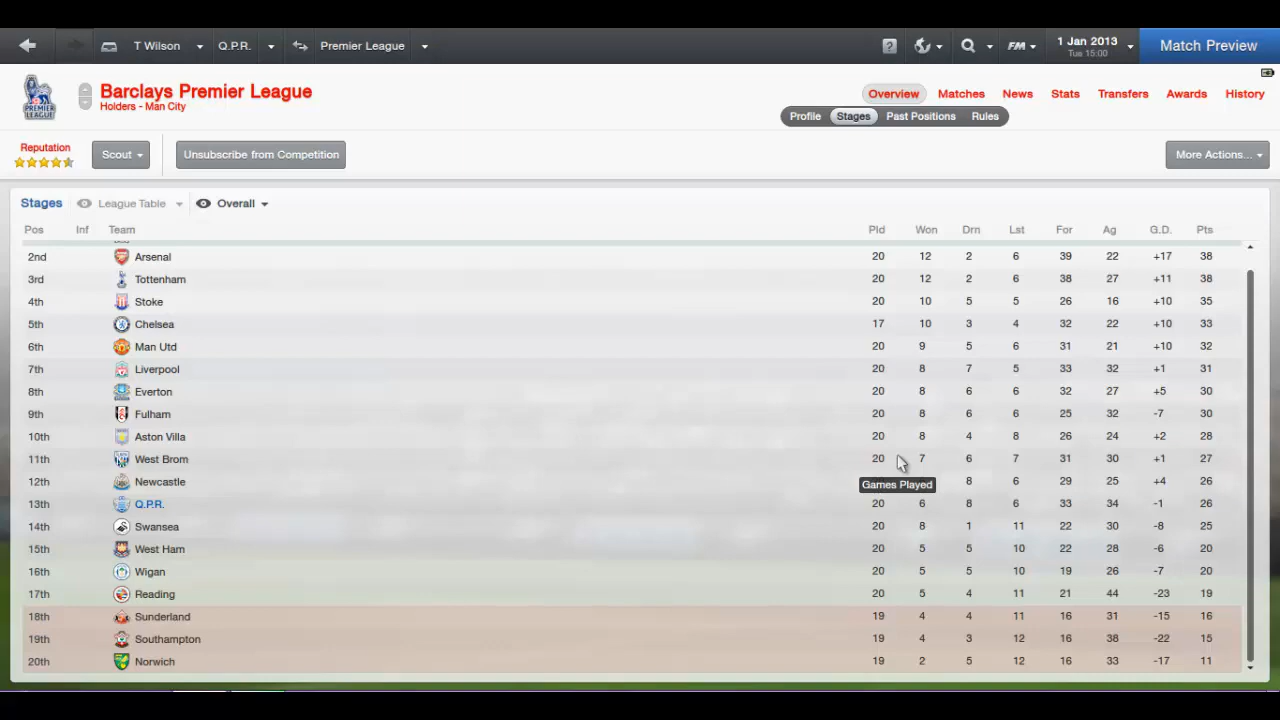 T Wilson Q.P.R. Premier League ? FM 1 Jan 2013 Match Preview
Tue 15:00
Barclays Premier League
Holders - Man City
Overview Matches News Stats Transfers Awards History
Profile Stages Past Positions Rules
Reputation
Scout Unsubscribe from Competition More Actions...
Stages League Table Overall
Pos Inf Team Pld Won Drn Lst For Ag G.D. Pts
2nd Arsenal 20 12 2 6 39 22 +17 38
3rd Tottenham 20 12 2 6 38 27 +11 38
4th Stoke 20 10 5 5 26 16 +10 35
5th Chelsea 17 10 3 4 32 22 +10 33
6th Man Utd 20 9 5 6 31 21 +10 32
7th Liverpool 20 8 7 5 33 32 +1 31
8th Everton 20 8 6 6 32 27 +5 30
9th Fulham 20 8 6 6 25 32 -7 30
10th Aston Villa 20 8 4 8 26 24 +2 28
11th West Brom 20 7 6 7 31 30 +1 27
12th Newcastle Games Played 8 6 29 25 +4 26
13th Q.P.R. 20 6 8 6 33 34 -1 26
14th Swansea 20 8 1 11 22 30 -8 25
15th West Ham 20 5 5 10 22 28 -6 20
16th Wigan 20 5 5 10 19 26 -7 20
17th Reading 20 5 4 11 21 44 -23 19
18th Sunderland 19 4 4 11 16 31 -15 16
19th Southampton 19 4 3 12 16 38 -22 15
20th Norwich 19 2 5 12 16 33 -17 11